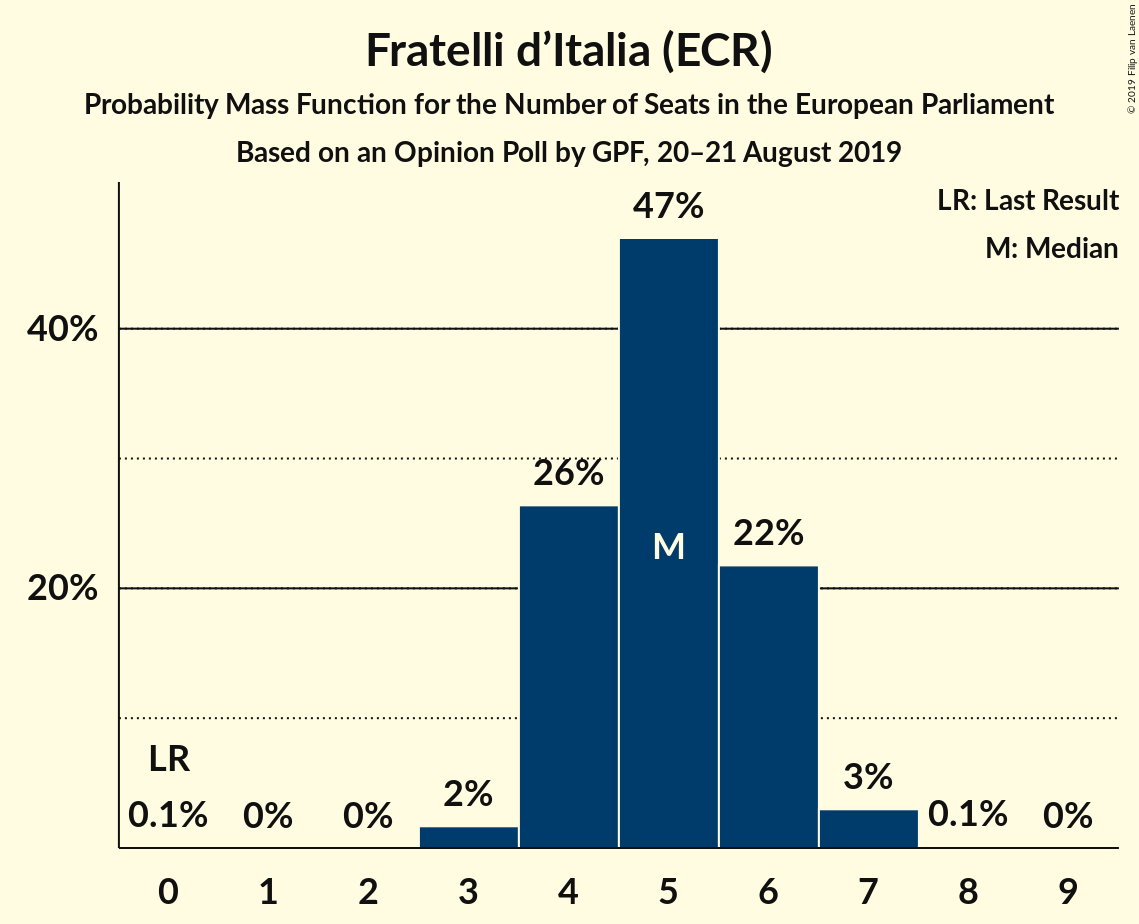 Fratelli d’Italia (ECR)
Probability Mass Function for the Number of Seats in the European Parliament
Based on an Opinion Poll by GPF, 20–21 August 2019
© 2019 Filip van Laenen
LR: Last Result
M: Median
47%
40%
26%
M
22%
20%
LR
0.1% 0% 0% 2% 3% 0.1% 0%
0 1 2 3 4 5 6 7 8 9